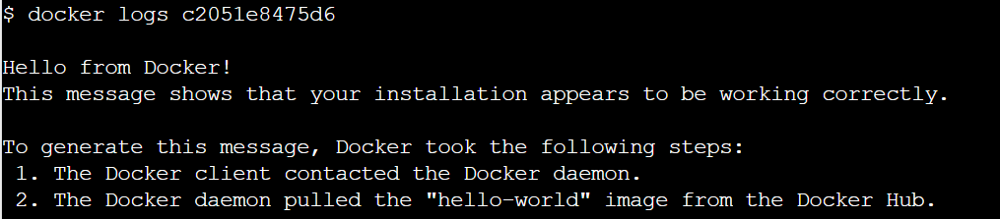 $ docker logs c2051e8475d6
Hello from Docker!
This message shows that your installation appears to be working correctly.
To generate this message, Docker took the following steps:
1. The Docker client contacted the Docker daemon.
2. The Docker daemon pulled the "hello-world" image from the Docker Hub.